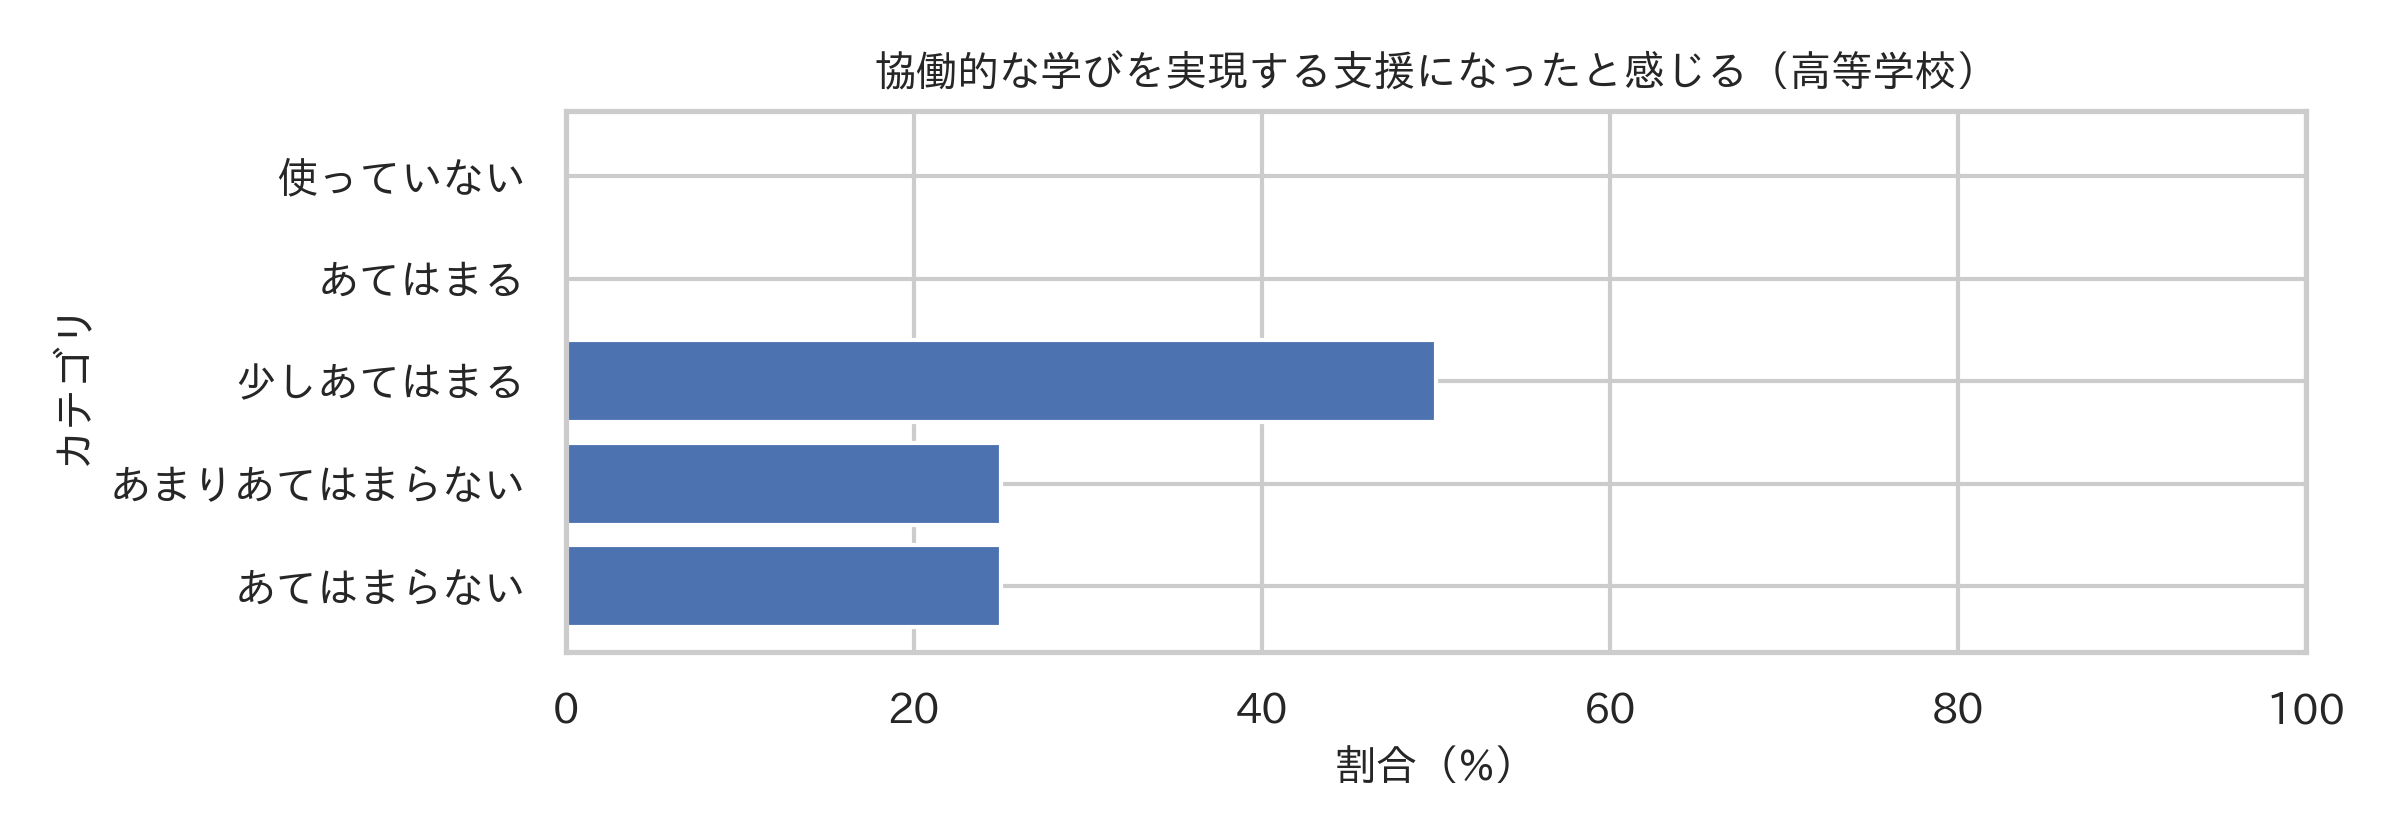 協働的な学びを実現する支援になったと感じる（高等学校）
カテゴリ
使っていない
あてはまる
少しあてはまる
あまりあてはまらない
あてはまらない
0 20 40 60 80 100
割合（%）